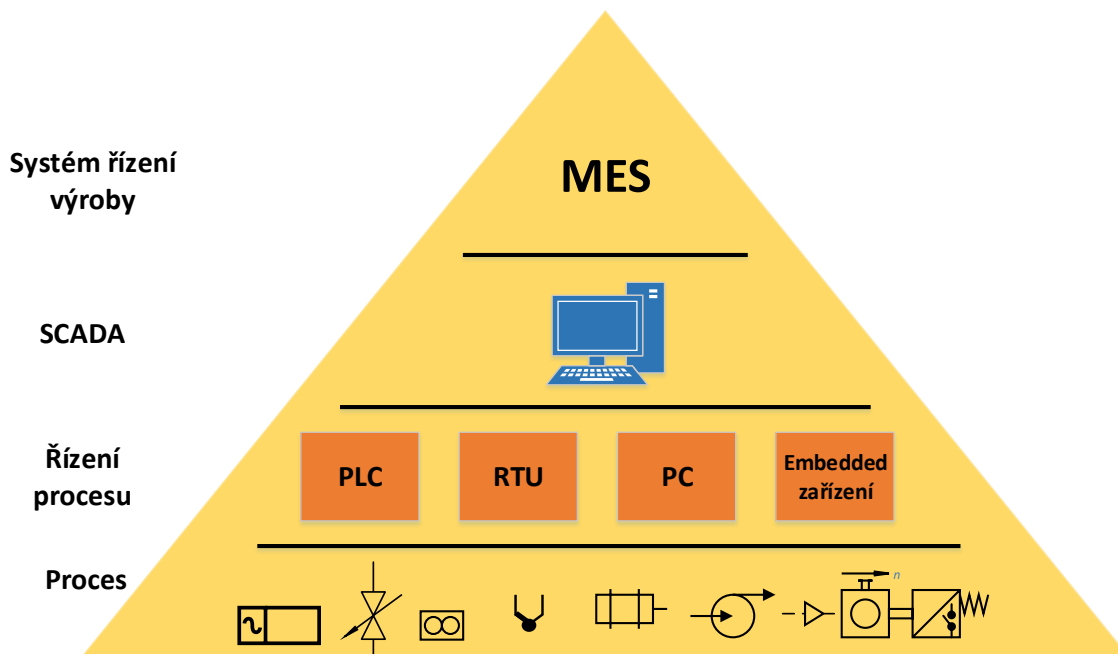 Systém řízení
výroby
MES
SCADA
Řízení
procesu
PLC
RTU
PC
Embedded
zařízení
Proces
n